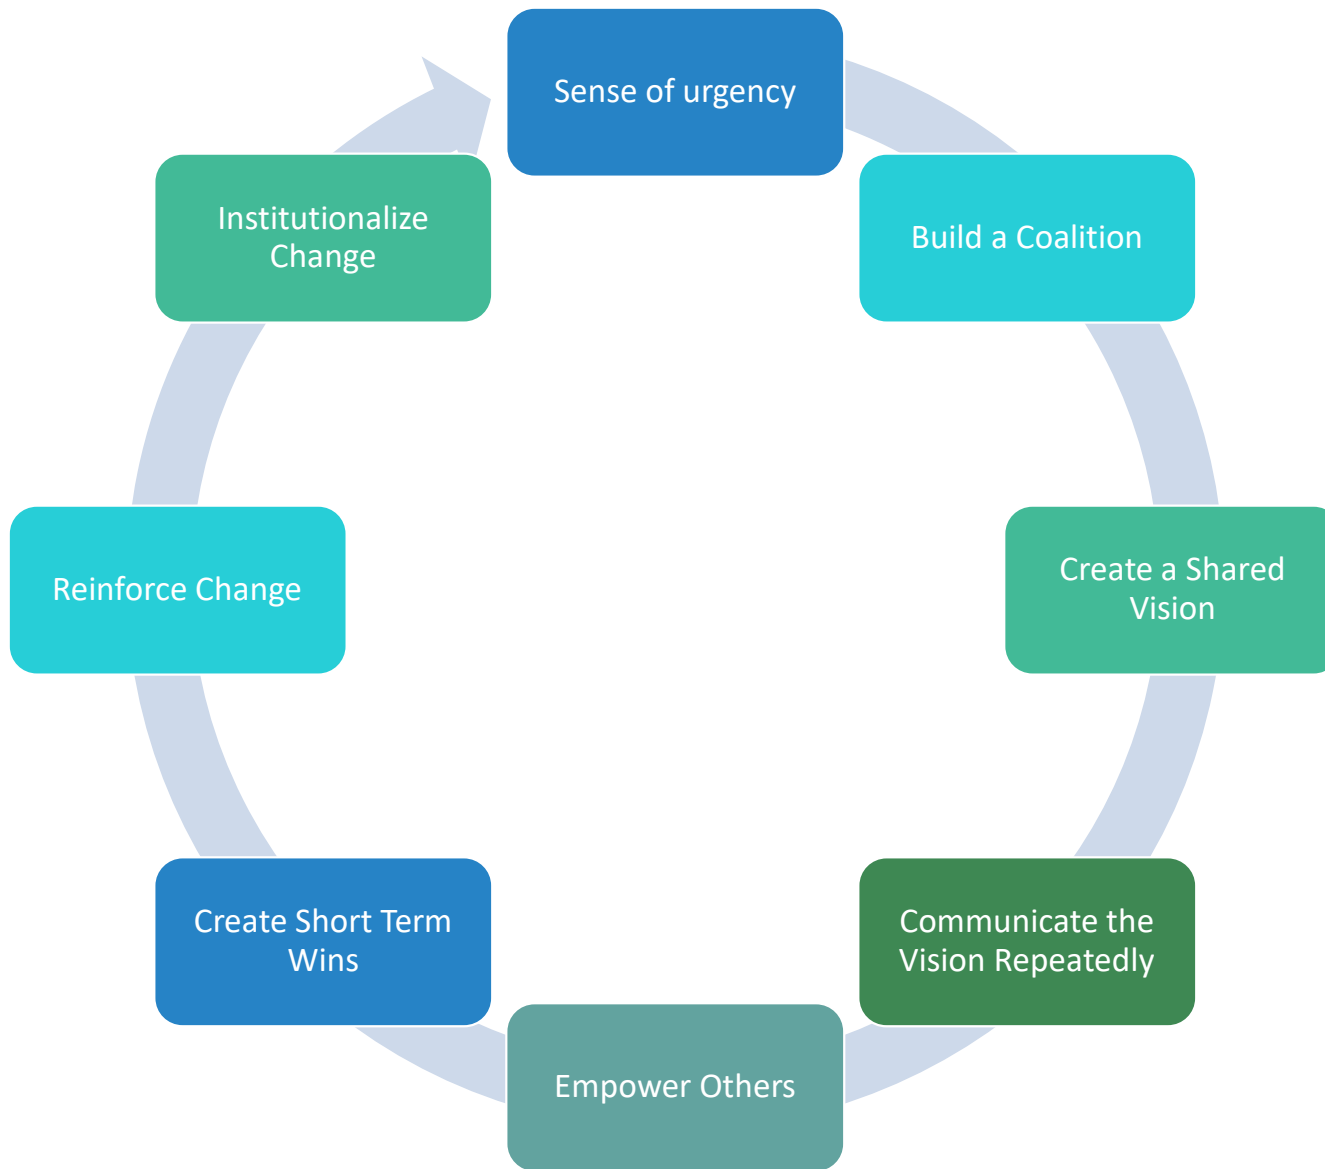 Sense of urgency
Build a Coalition
Create a Shared
Vision
Communicate the
Vision Repeatedly
Empower Others
Create Short Term
Wins
Reinforce Change
Institutionalize
Change